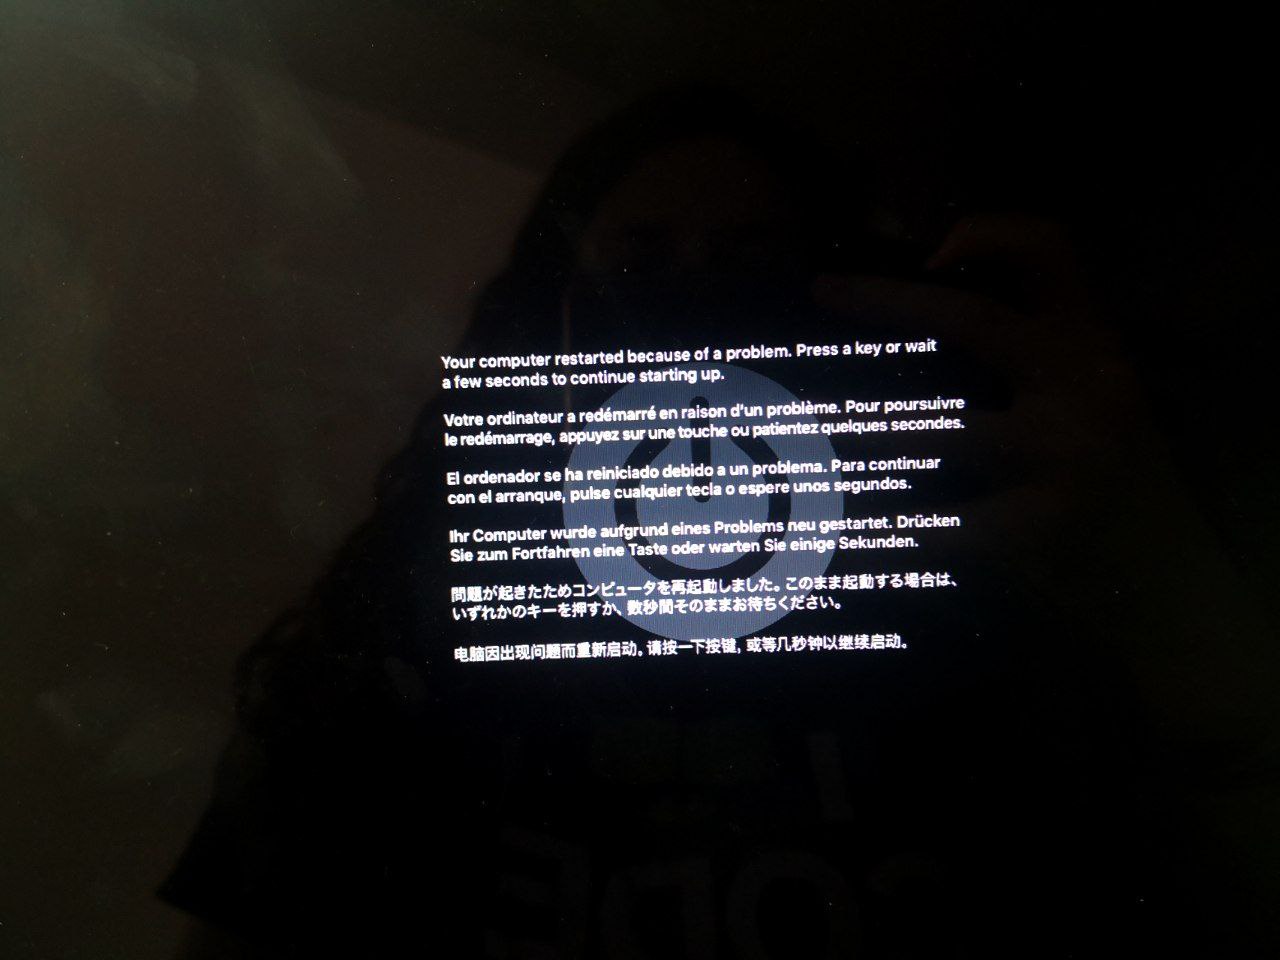 Your computer restarted because of a problem. Press a key or wait
a few seconds to continue starting up.
Votre ordinateur a redémarré en raison d'un problème. Pour poursuivre
le redémarrage, appuyez sur une touche ou patientez quelques secondes.
El ordenador se ha reiniciado debido a un problema. Para continuar
con el arranque, pulse cualquier tecla o espere unos segundos.
Ihr Computer wurde aufgrund eines Problems neu gestartet. Drücken
Sie zum Fortfahren eine Taste oder warten Sie einige Sekunden.
問題が起きたためコンピュータを再起動しました。このまま起動する場合は、
いずれかのキーを押すか、数秒間そのままお待ちください。
电脑因出现问题而重新启动。请按一下按键，或等几秒钟以继续启动。